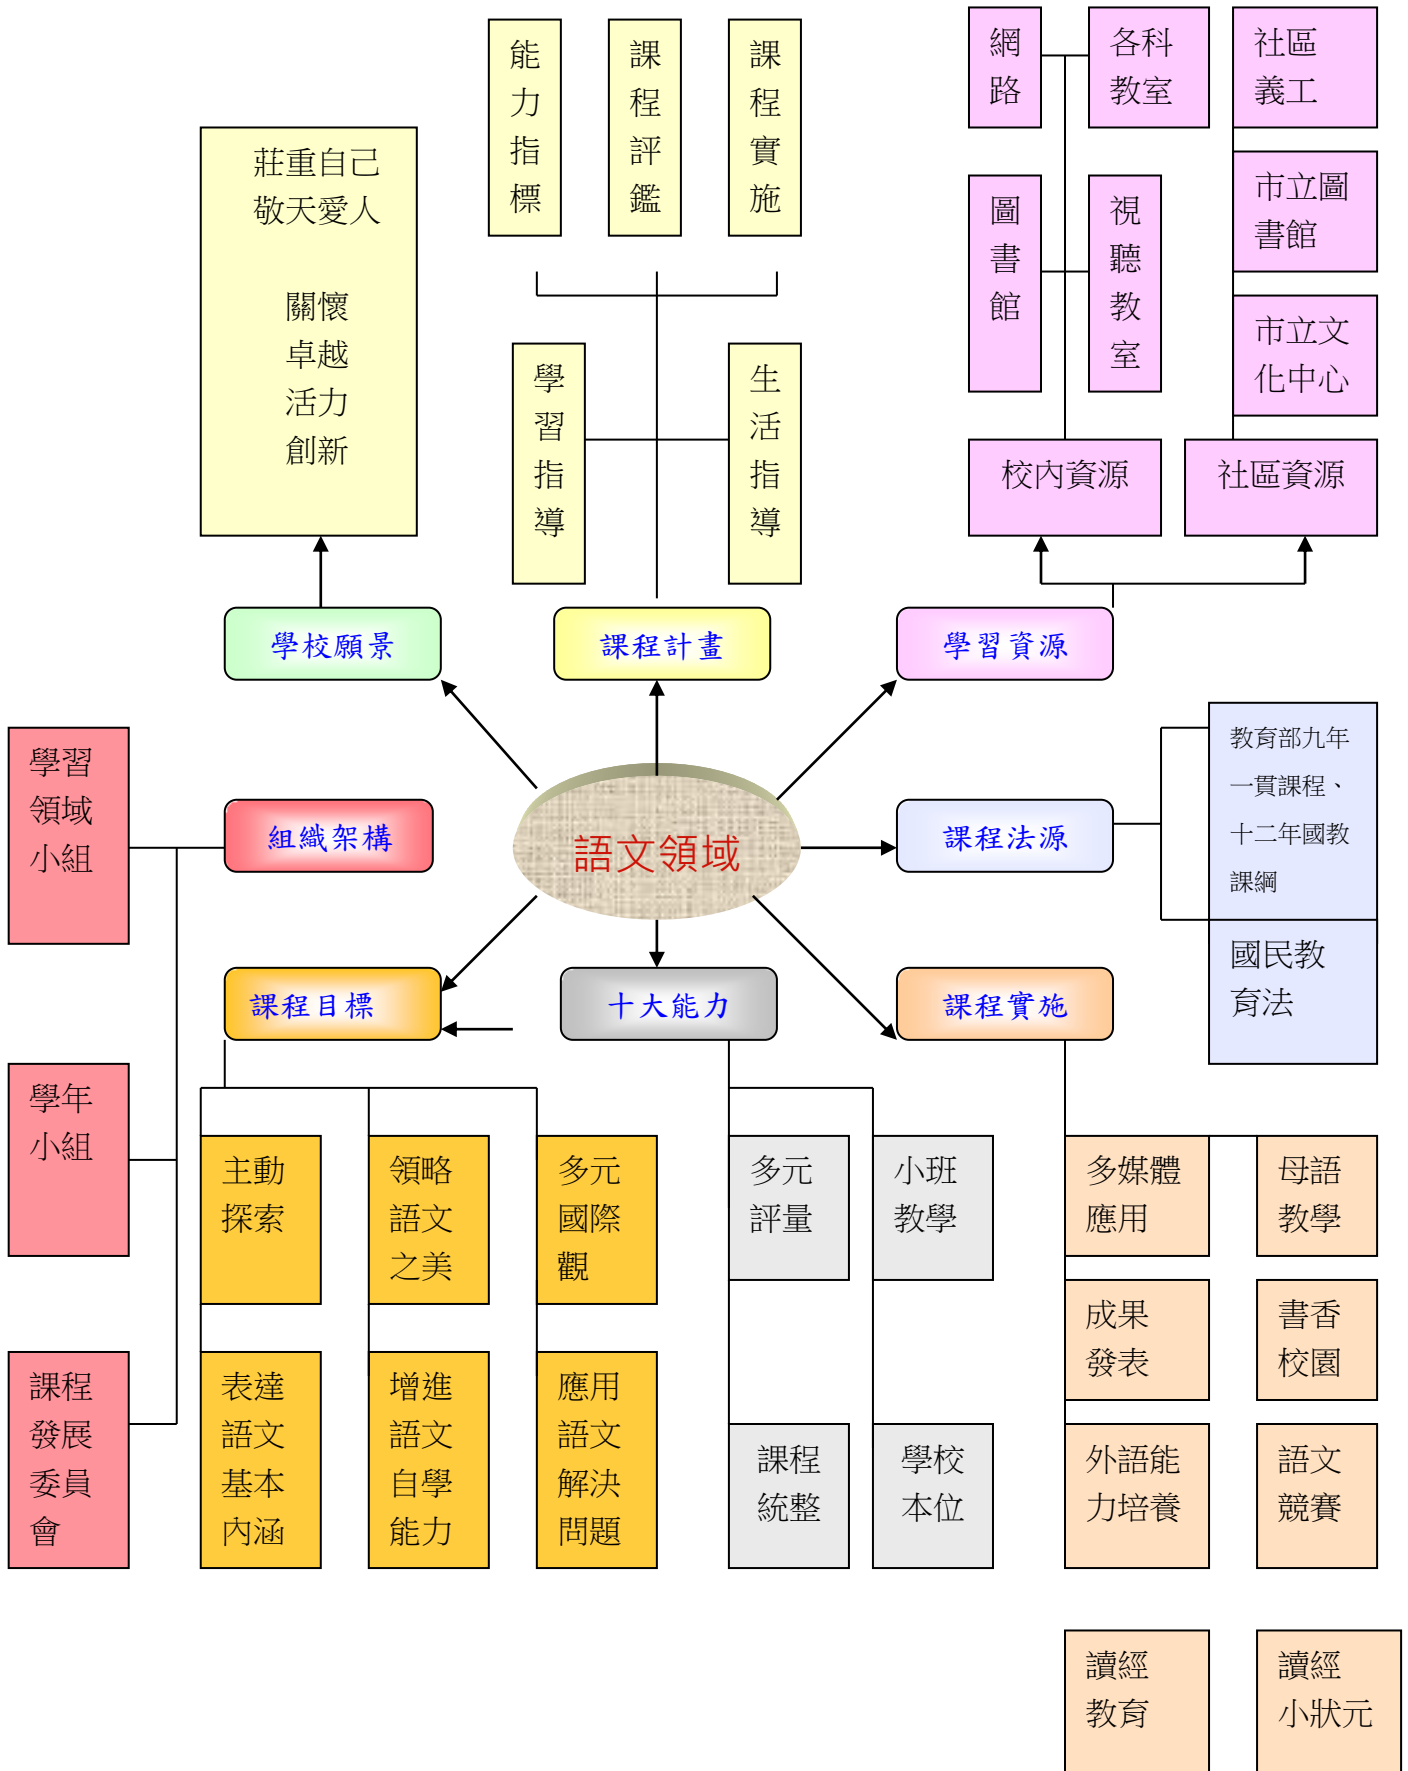 能力指標
課程評鑑
課程實施
網路
各科
教室
社區
義工
莊重自己
敬天愛人
關懷
卓越
活力
創新
圖書館
視聽教室
市立圖
書館
市立文
化中心
學習指導
生活指導
校內資源
社區資源
學校願景
課程計畫
學習資源
學習
領域
小組
組織架構
語文領域
課程法源
教育部九年
一貫課程、
十二年國教
課綱
國民教
育法
課程目標
十大能力
課程實施
學年
小組
主動
探索
領略
語文
之美
多元
國際
觀
多元
評量
小班
教學
多媒體
應用
母語
教學
成果
發表
書香
校園
課程
發展
委員
會
表達
語文
基本
內涵
增進
語文
自學
能力
應用
語文
解決
問題
課程
統整
學校
本位
外語能
力培養
語文
競賽
讀經
教育
讀經
小狀元